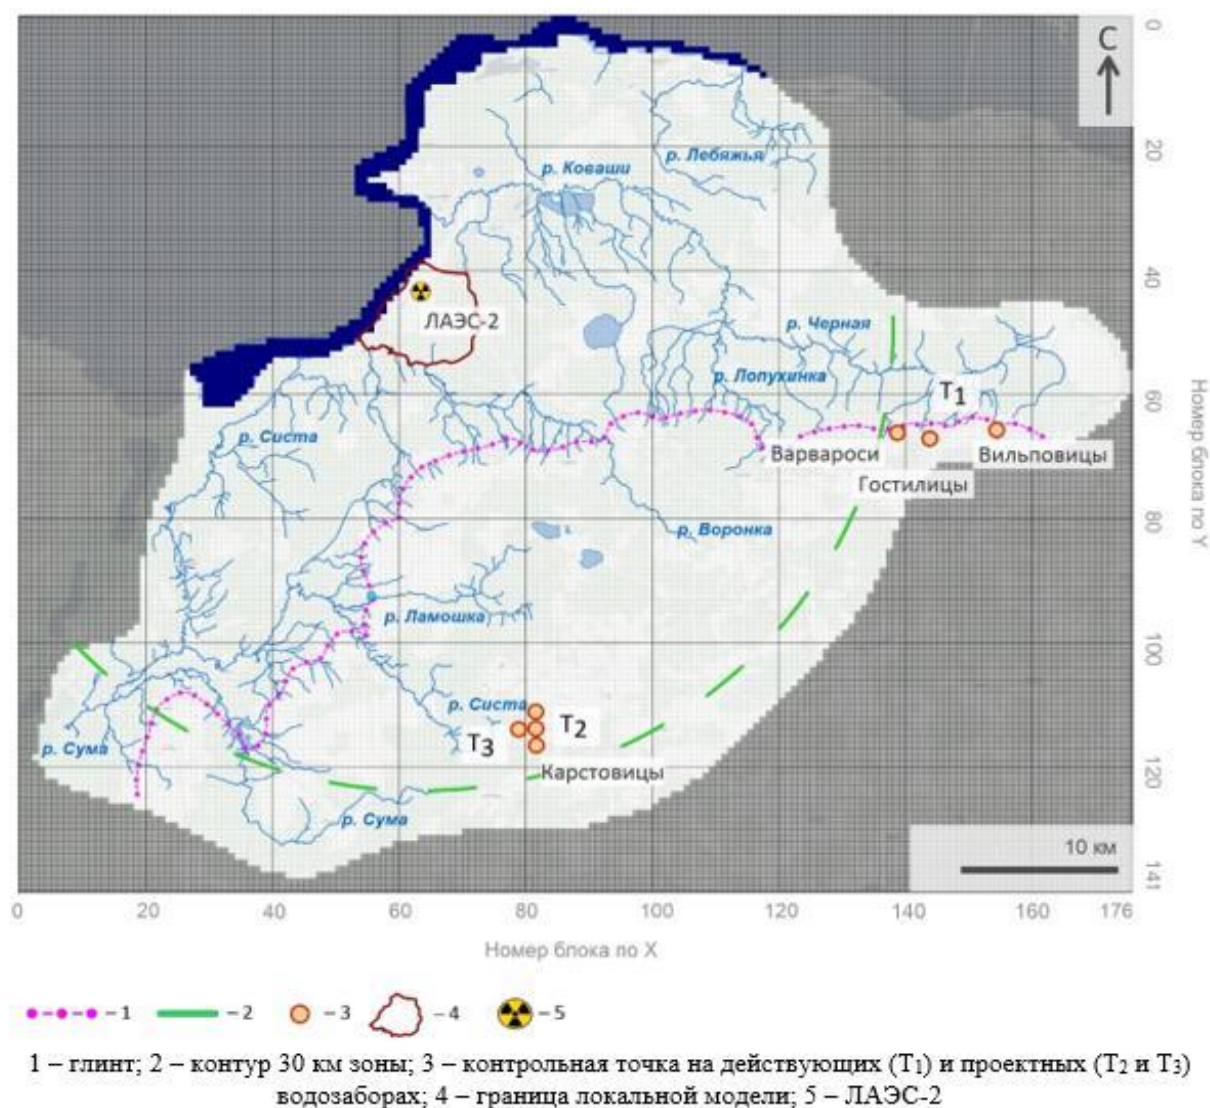 0
С
20
р. Лебяжья
р. Коваши
40
ЛАЭС-2
р. Черная
р. Лопухинка
T1
60
Номер блока по Y
р. Систа
Вароси
Варвароси
Вильповицы
Гостилицы
80
р. Воронка
р. Ламошка
100
р. Систа
T2
T3
р. Сума
Карстовицы
120
р. Сума
10 км
141
0 20 40 60 80 100 120 140 160 176
Номер блока по X
– 1 – 2 – 3 – 4 – 5
1 – глинт; 2 – контур 30 км зоны; 3 – контрольная точка на действующих (T1) и проектных (T2 и T3)
водозаборах; 4 – граница локальной модели; 5 – ЛАЭС-2